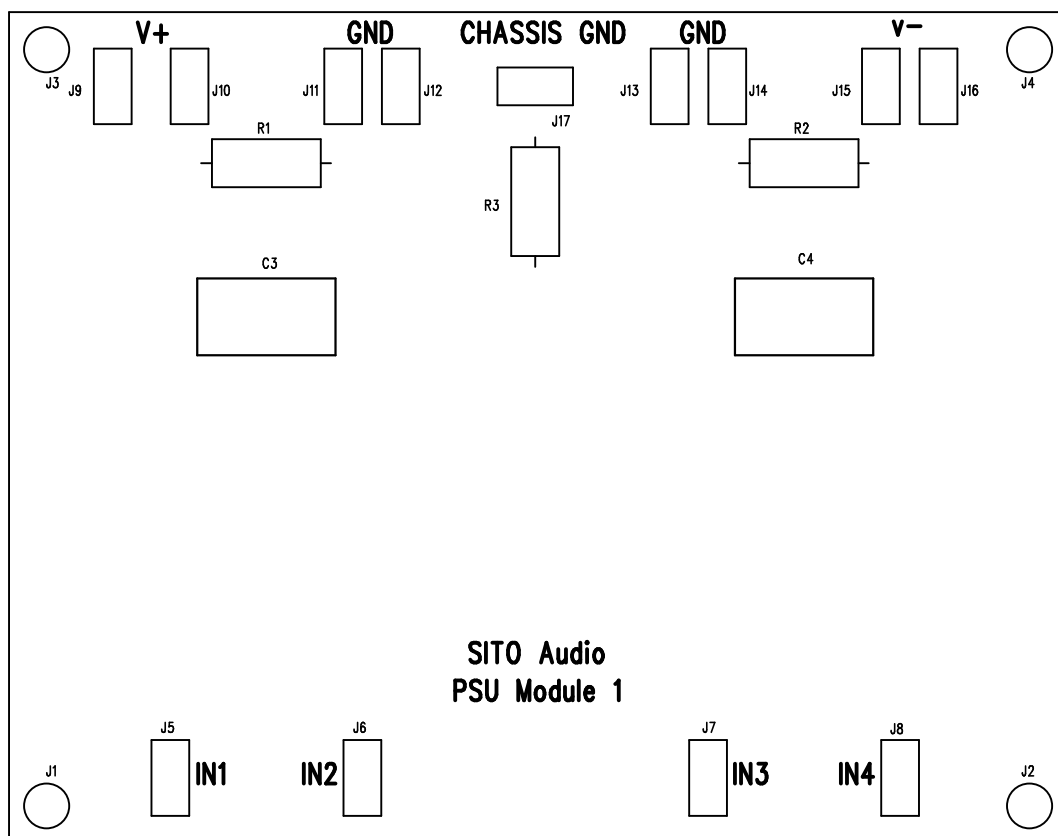 V+ GND CHASSIS GND GND v-
J3 J9 J10 J11 J12 J17 J13 J14 J15 J16 J4
R1 R2
R3
C3 C4
SITO Audio
PSU Module 1
J5 J6 J7 J8
J1 IN1 IN2 IN3 IN4 J2